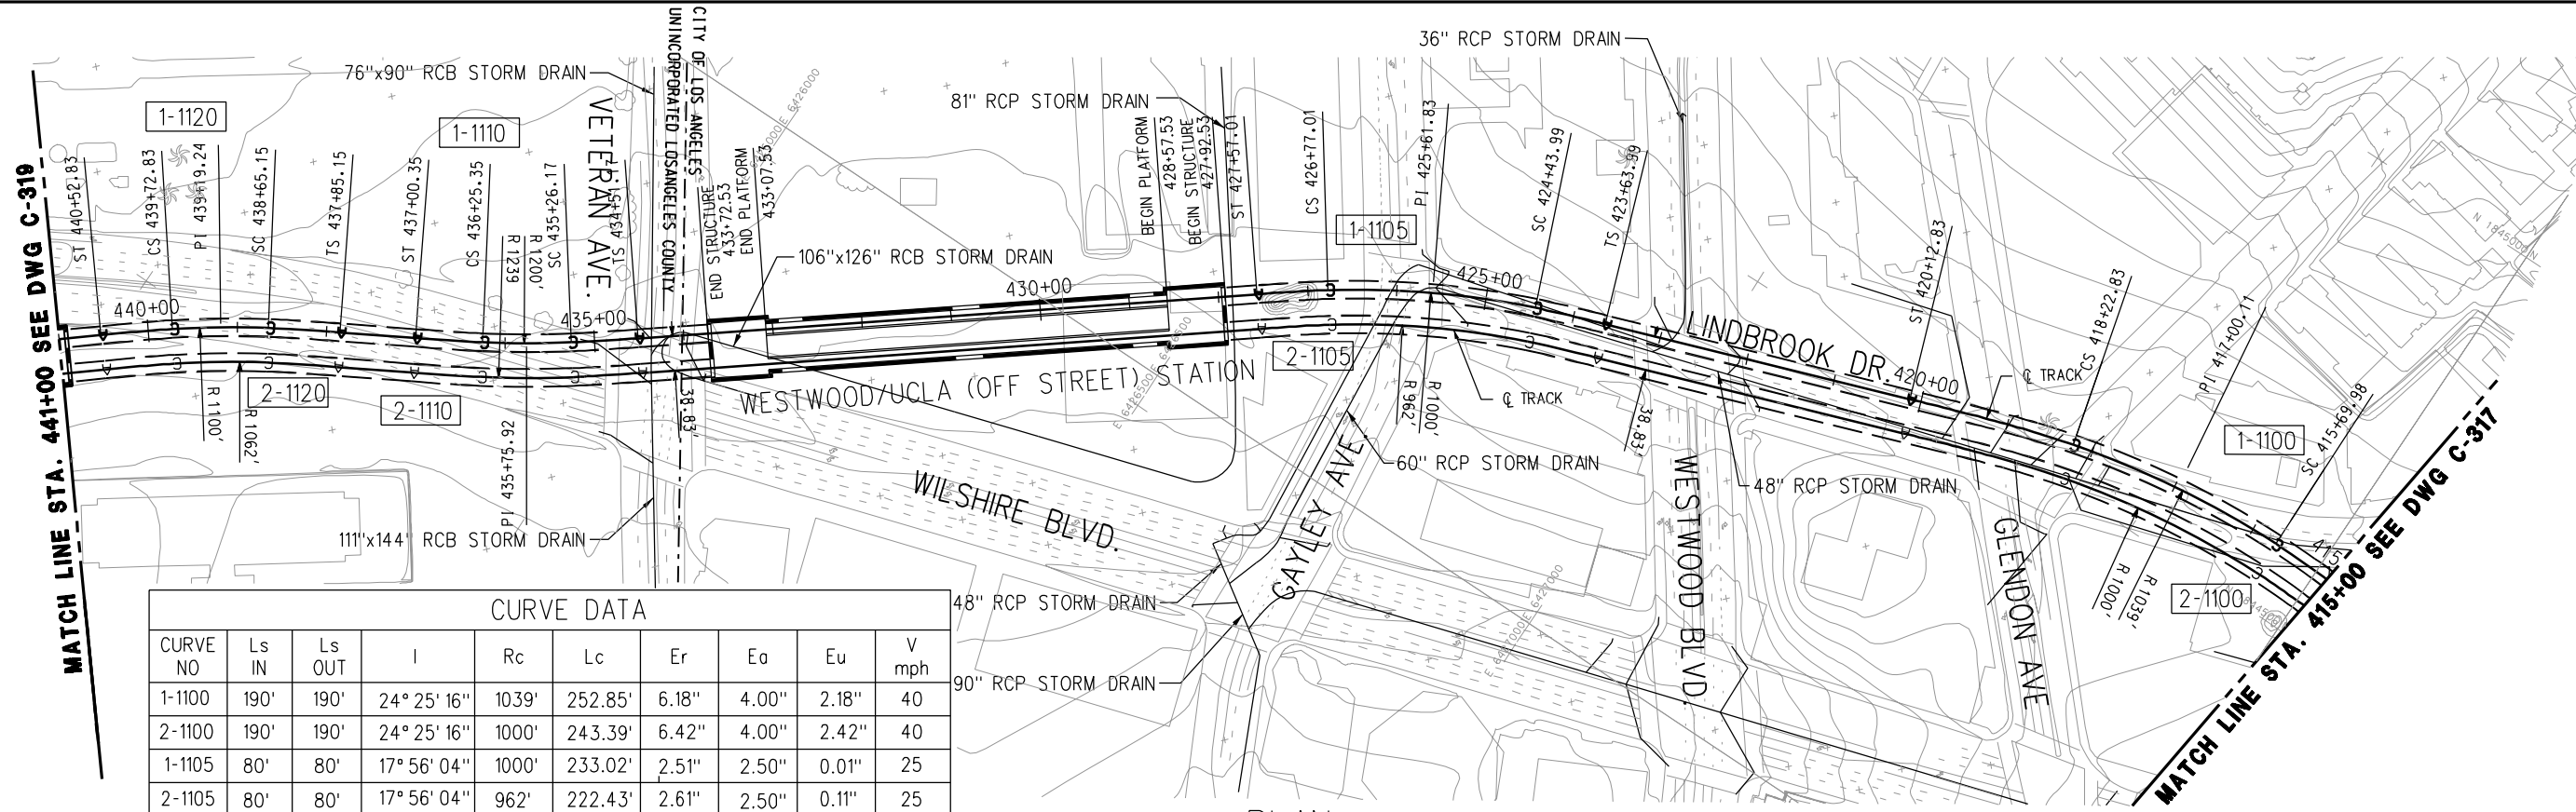 36" RCP STORM DRAIN
76"x90" RCB STORM DRAIN
CITY OF LOS ANGELES
UNINCORPORATED LOSANGELES COUNTY
81" RCP STORM DRAIN
1-1120
1-1110
VETERAN AVE.
MATCH LINE STA. 441+00 SEE DWG C-319
ST 440+52.83
CS 439+72.83
PI 439+19.24
SC 438+65.15
TS 437+85.15
ST 437+00.35
CS 436+25.35
R 1239'
R 1200'
SC 435+26.17
END STRUCTURE
433+72.53
END PLATFORM
433+07.53
BEGIN PLATFORM
428+57.53
BEGIN STRUCTURE
427+92.53
ST 427+57.01
CS 426+77.01
1-1105
PI 425+61.83
SC 424+43.99
TS 423+63.99
ST 420+12.83
CS 418+22.83
PI 417+00.11
1-1100
SC 415+69.98
N 1845000
106"x126" RCB STORM DRAIN
440+00
435+00
430+00
425+00
420+00
415
LINDBROOK DR.
℄ TRACK
℄ TRACK
2-1120
2-1110
2-1105
R 1100'
R 1062'
PI 435+75.92
38.83'
WESTWOOD/UCLA (OFF STREET) STATION
E 6426500
R 962'
R 1000'
38.83'
60" RCP STORM DRAIN
48" RCP STORM DRAIN
WILSHIRE BLVD.
GAYLEY AVE
WESTWOOD BLVD.
GLENDON AVE
R 1000'
R 1039'
2-1100
MATCH LINE STA. 415+00 SEE DWG C-317
111"x144" RCB STORM DRAIN
48" RCP STORM DRAIN
90" RCP STORM DRAIN
CURVE DATA
CURVE NO Ls IN Ls OUT I Rc Lc Er Ea Eu V mph
1-1100 190' 190' 24° 25' 16" 1039' 252.85' 6.18" 4.00" 2.18" 40
2-1100 190' 190' 24° 25' 16" 1000' 243.39' 6.42" 4.00" 2.42" 40
1-1105 80' 80' 17° 56' 04" 1000' 233.02' 2.51" 2.50" 0.01" 25
2-1105 80' 80' 17° 56' 04" 962' 222.43' 2.61" 2.50" 0.11" 25